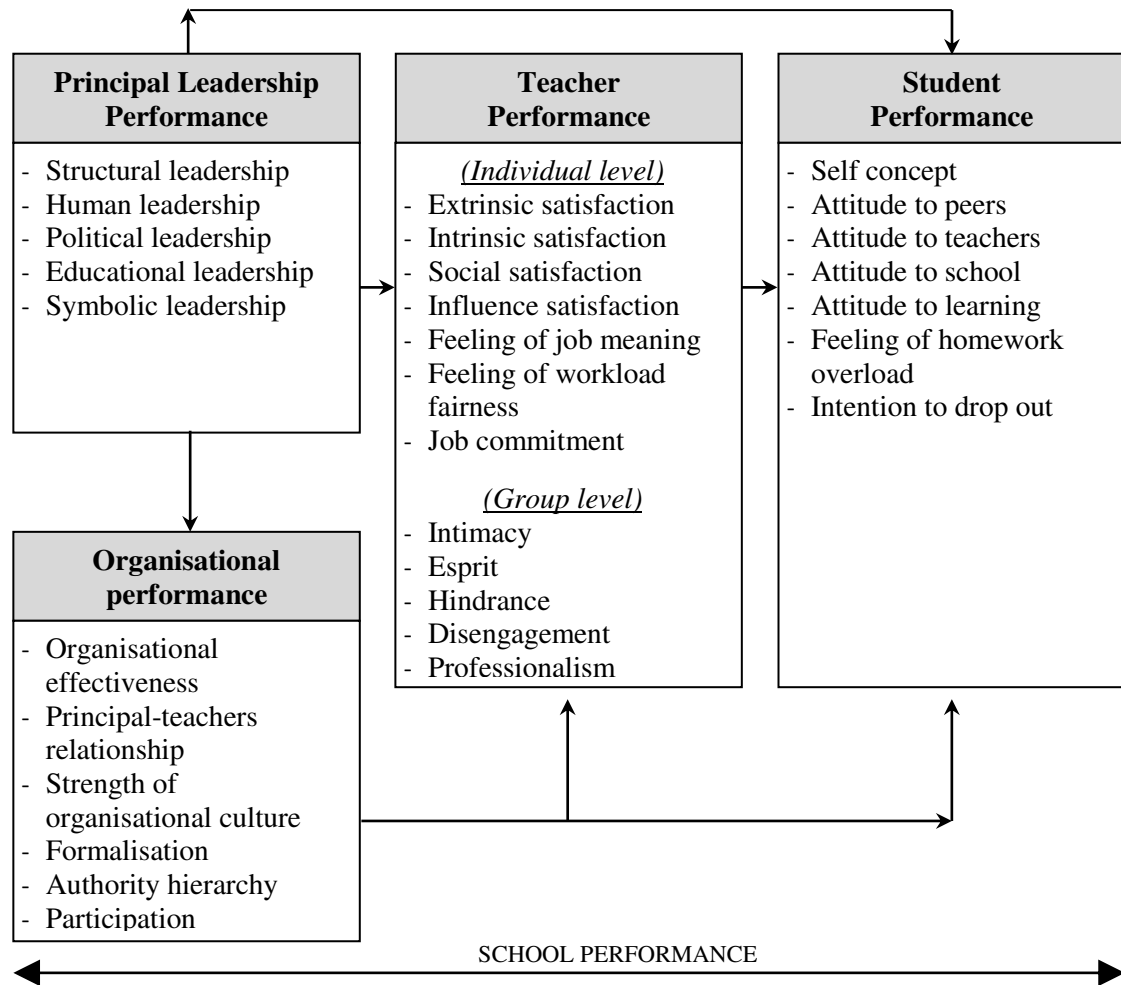 Principal Leadership
Performance
- Structural leadership
- Human leadership
- Political leadership
- Educational leadership
- Symbolic leadership
Teacher
Performance
(Individual level)
- Extrinsic satisfaction
- Intrinsic satisfaction
- Social satisfaction
- Influence satisfaction
- Feeling of job meaning
- Feeling of workload
fairness
- Job commitment
(Group level)
- Intimacy
- Esprit
- Hindrance
- Disengagement
- Professionalism
Student
Performance
- Self concept
- Attitude to peers
- Attitude to teachers
- Attitude to school
- Attitude to learning
- Feeling of homework
overload
- Intention to drop out
Organisational
performance
- Organisational
effectiveness
- Principal-teachers
relationship
- Strength of
organisational culture
- Formalisation
- Authority hierarchy
- Participation
SCHOOL PERFORMANCE